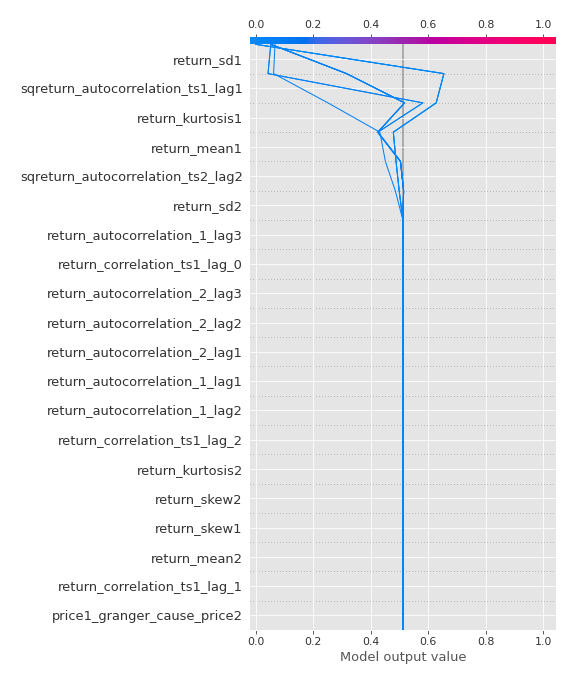 0.0 0.2 0.4 0.6 0.8 1.0
return_sd1
sqreturn_autocorrelation_ts1_lag1
return_kurtosis1
return_mean1
sqreturn_autocorrelation_ts2_lag2
return_sd2
return_autocorrelation_1_lag3
return_correlation_ts1_lag_0
return_autocorrelation_2_lag3
return_autocorrelation_2_lag2
return_autocorrelation_2_lag1
return_autocorrelation_1_lag1
return_autocorrelation_1_lag2
return_correlation_ts1_lag_2
return_kurtosis2
return_skew2
return_skew1
return_mean2
return_correlation_ts1_lag_1
price1_granger_cause_price2
0.0 0.2 0.4 0.6 0.8 1.0
Model output value